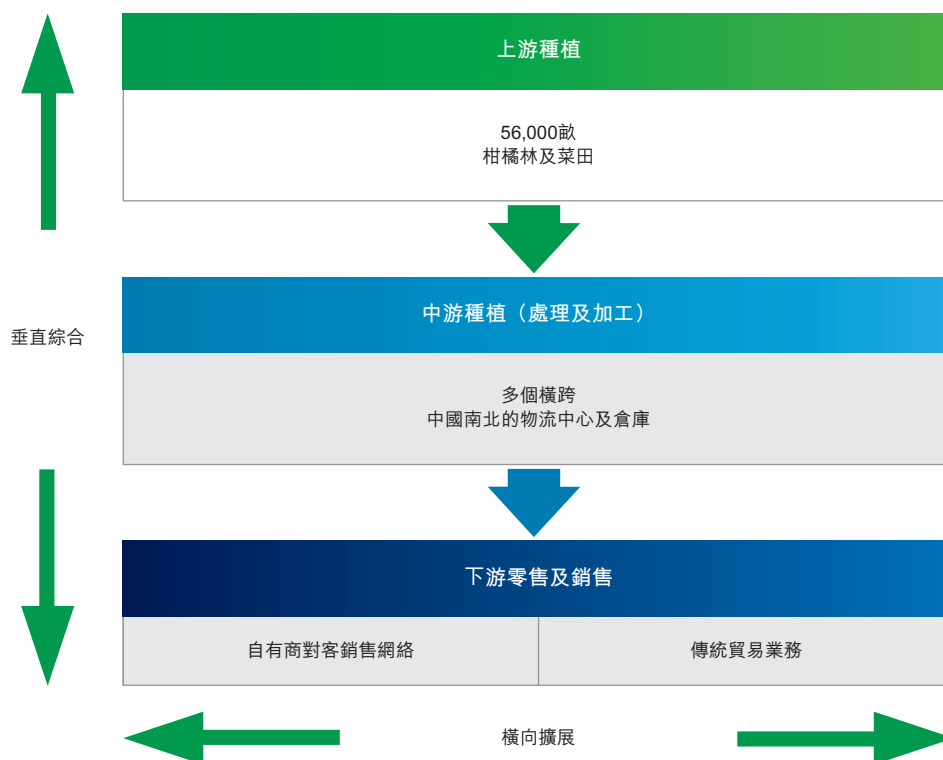 上游種植
56,000畝
柑橘林及菜田
中游種植（處理及加工）
垂直綜合
多個橫跨
中國南北的物流中心及倉庫
下游零售及銷售
自有商對客銷售網絡
傳統貿易業務
橫向擴展